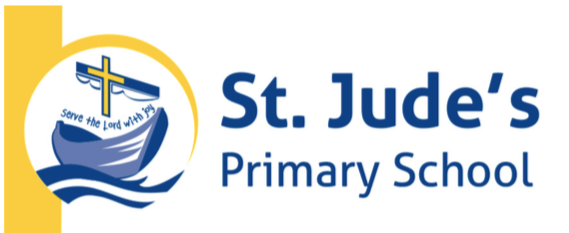 serve the Lord with joy
St. Jude's
Primary School